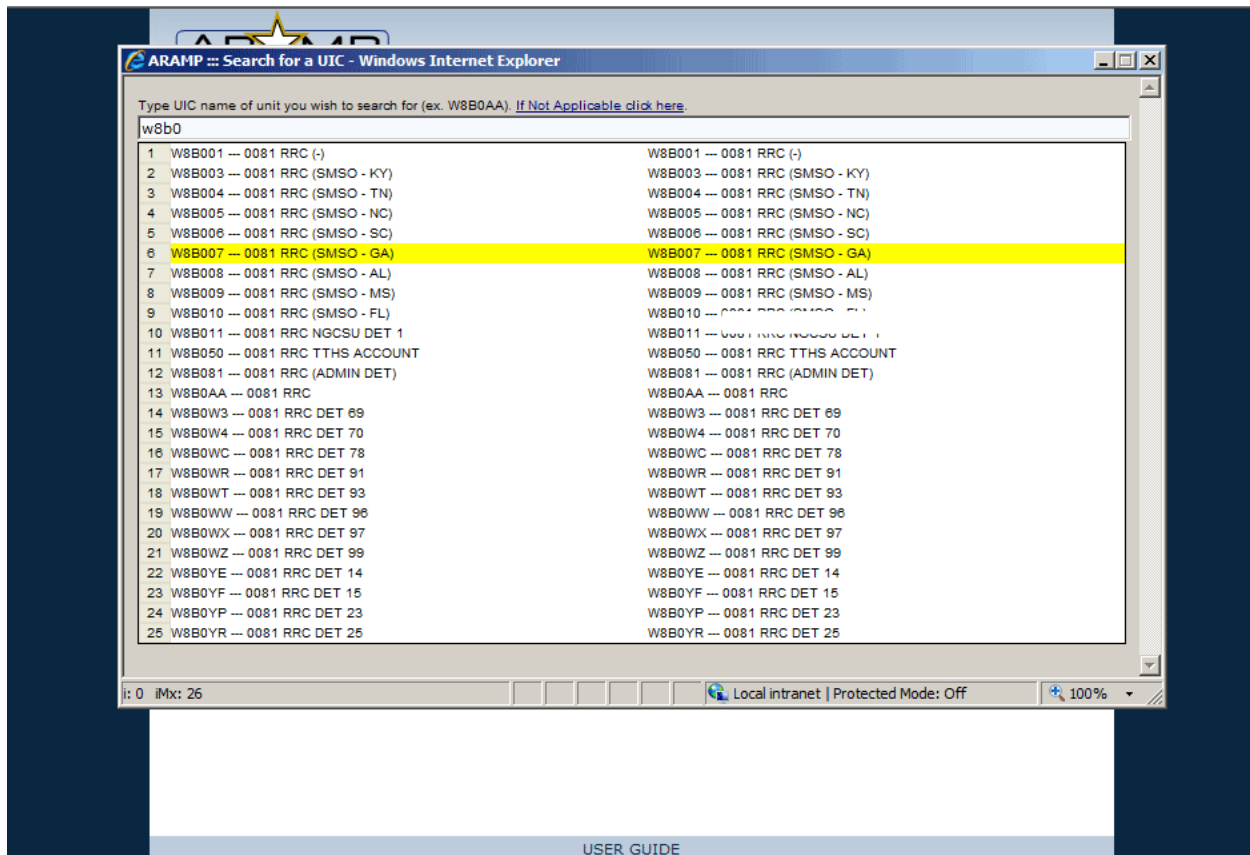 ARAMP
ARAMP ::: Search for a UIC - Windows Internet Explorer
Type UIC name of unit you wish to search for (ex. W8B0AA). If Not Applicable click here.
w8b0
1 W8B001 --- 0081 RRC (-) W8B001 --- 0081 RRC (-)
2 W8B003 --- 0081 RRC (SMSO - KY) W8B003 --- 0081 RRC (SMSO - KY)
3 W8B004 --- 0081 RRC (SMSO - TN) W8B004 --- 0081 RRC (SMSO - TN)
4 W8B005 --- 0081 RRC (SMSO - NC) W8B005 --- 0081 RRC (SMSO - NC)
5 W8B006 --- 0081 RRC (SMSO - SC) W8B006 --- 0081 RRC (SMSO - SC)
6 W8B007 --- 0081 RRC (SMSO - GA) W8B007 --- 0081 RRC (SMSO - GA)
7 W8B008 --- 0081 RRC (SMSO - AL) W8B008 --- 0081 RRC (SMSO - AL)
8 W8B009 --- 0081 RRC (SMSO - MS) W8B009 --- 0081 RRC (SMSO - MS)
9 W8B010 --- 0081 RRC (SMSO - FL) W8B010 --- 0081 RRC (SMSO - FL)
10 W8B011 --- 0081 RRC NGCSU DET 1 W8B011 --- 0081 RRC NGCSU DET 1
11 W8B050 --- 0081 RRC TTHS ACCOUNT W8B050 --- 0081 RRC TTHS ACCOUNT
12 W8B081 --- 0081 RRC (ADMIN DET) W8B081 --- 0081 RRC (ADMIN DET)
13 W8B0AA --- 0081 RRC W8B0AA --- 0081 RRC
14 W8B0W3 --- 0081 RRC DET 69 W8B0W3 --- 0081 RRC DET 69
15 W8B0W4 --- 0081 RRC DET 70 W8B0W4 --- 0081 RRC DET 70
16 W8B0WC --- 0081 RRC DET 78 W8B0WC --- 0081 RRC DET 78
17 W8B0WR --- 0081 RRC DET 91 W8B0WR --- 0081 RRC DET 91
18 W8B0WT --- 0081 RRC DET 93 W8B0WT --- 0081 RRC DET 93
19 W8B0WW --- 0081 RRC DET 96 W8B0WW --- 0081 RRC DET 96
20 W8B0WX --- 0081 RRC DET 97 W8B0WX --- 0081 RRC DET 97
21 W8B0WZ --- 0081 RRC DET 99 W8B0WZ --- 0081 RRC DET 99
22 W8B0YE --- 0081 RRC DET 14 W8B0YE --- 0081 RRC DET 14
23 W8B0YF --- 0081 RRC DET 15 W8B0YF --- 0081 RRC DET 15
24 W8B0YP --- 0081 RRC DET 23 W8B0YP --- 0081 RRC DET 23
25 W8B0YR --- 0081 RRC DET 25 W8B0YR --- 0081 RRC DET 25
i: 0 iMx: 26 Local intranet | Protected Mode: Off 100%
USER GUIDE